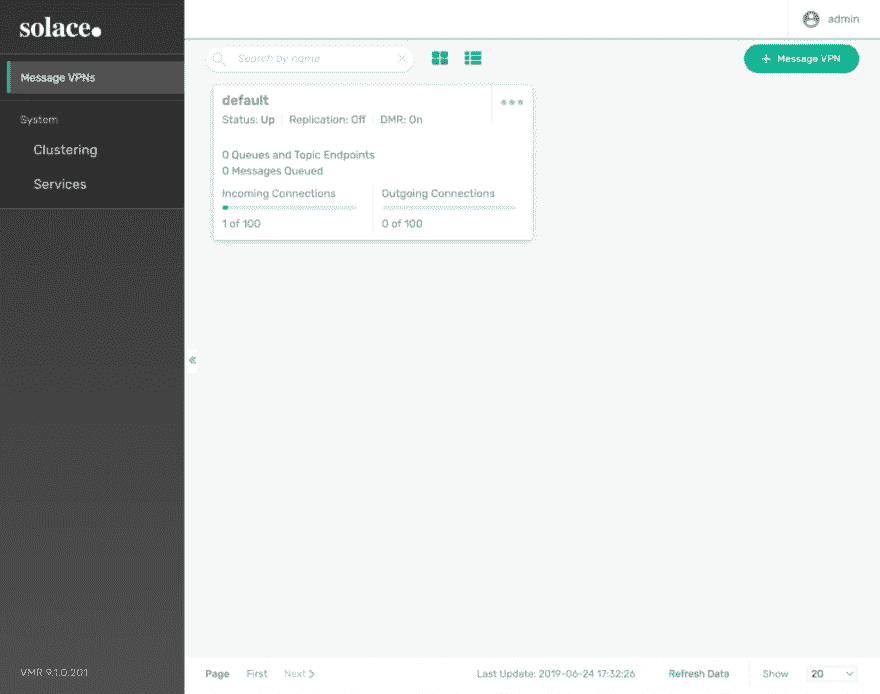 solace.
admin
Message VPNs
Search by name
+ Message VPN
default
Status: Up Replication: Off DMR: On
System
Clustering
Services
0 Queues and Topic Endpoints
0 Messages Queued
Incoming Connections Outgoing Connections
1 of 100 0 of 100
VMR 9.1.0.201
Page First Next Last Update: 2019-06-24 17:32:26 Refresh Data Show 20